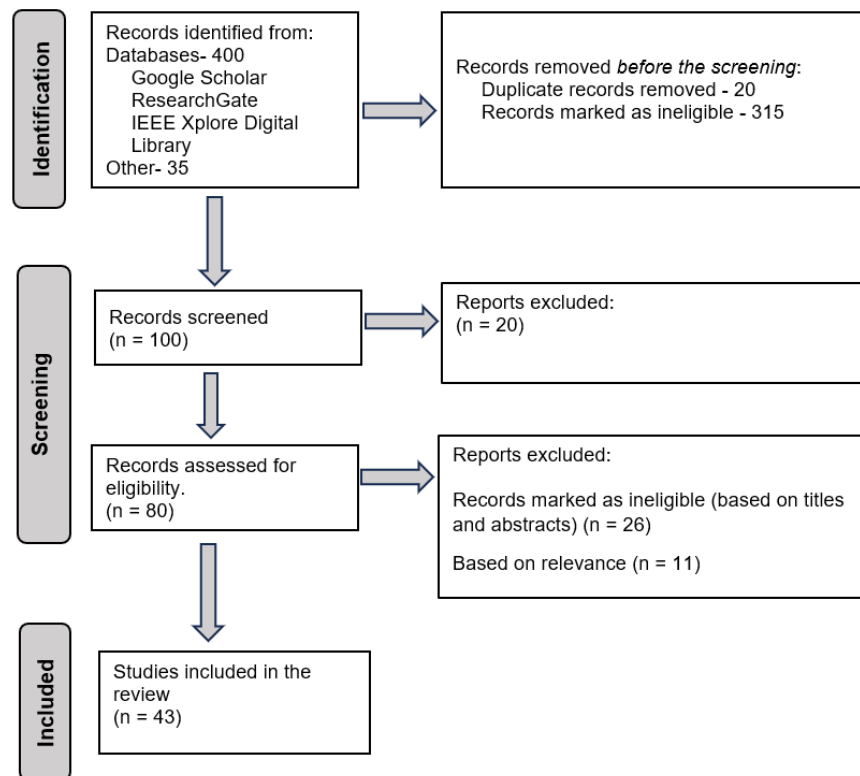 Identification
Records identified from:
Databases- 400
Google Scholar
ResearchGate
IEEE Xplore Digital
Library
Other- 35
Records removed before the screening:
Duplicate records removed - 20
Records marked as ineligible - 315
Screening
Records screened
(n = 100)
Reports excluded:
(n = 20)
Records assessed for
eligibility.
(n = 80)
Reports excluded:
Records marked as ineligible (based on titles
and abstracts) (n = 26)
Based on relevance (n = 11)
Included
Studies included in the
review
(n = 43)